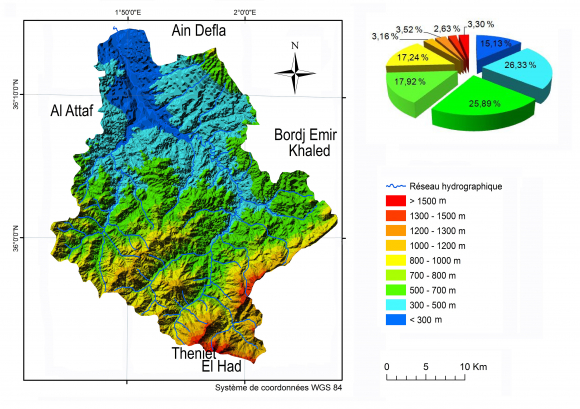 1°50'0"E
2°0'0"E
36°10'0"N
36°0'0"N
Ain Defla
N
Al Attaf
Bordj Emir
Khaled
Theniet
El Had
Système de coordonnées WGS 84
3,16 %
3,52 %
2,63 %
3,30 %
15,13 %
17,24 %
26,33 %
17,92 %
25,89 %
Réseau hydrographique
> 1500 m
1300 - 1500 m
1200 - 1300 m
1000 - 1200 m
800 - 1000 m
700 - 800 m
500 - 700 m
300 - 500 m
< 300 m
0 5 10 Km